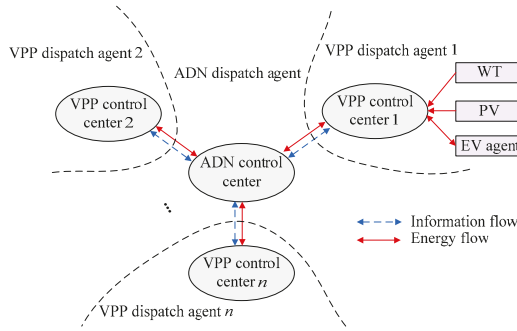 VPP dispatch agent 2
ADN dispatch agent
VPP dispatch agent 1
WT
VPP control
center 2
VPP control
center 1
PV
EV agent
ADN control
center
...
Information flow
Energy flow
VPP control
center n
VPP dispatch agent n